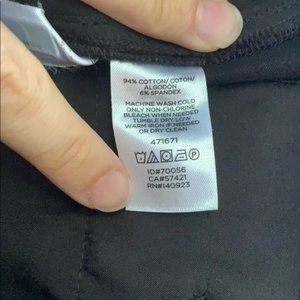 94% COTTON/COTON/
ALGODÓN
6% SPANDEX
MACHINE WASH COLD
ONLY NON-CHLORINE
BLEACH WHEN NEEDED
TUMBLE DRY LOW
WARM IRON IF NEEDED
OR DRY CLEAN
471671
ID#70056
CA#57421
RN#140923